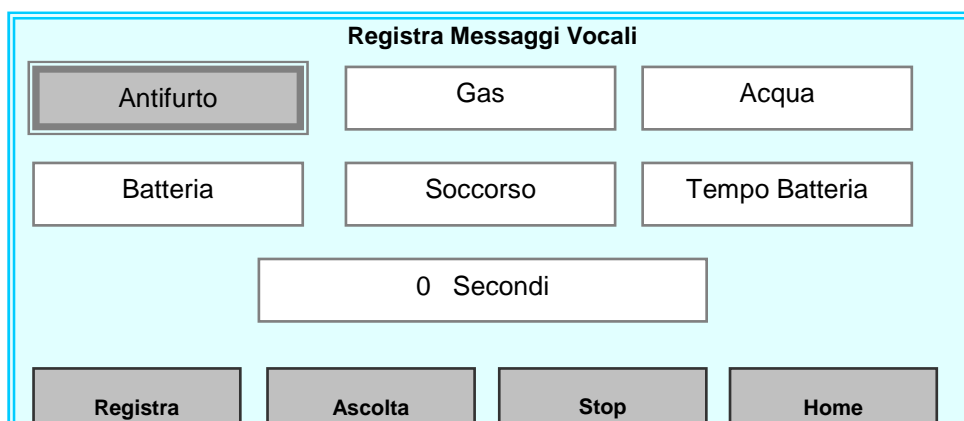 Registra Messaggi Vocali
Antifurto Gas Acqua
Batteria Soccorso Tempo Batteria
0 Secondi
Registra Ascolta Stop Home